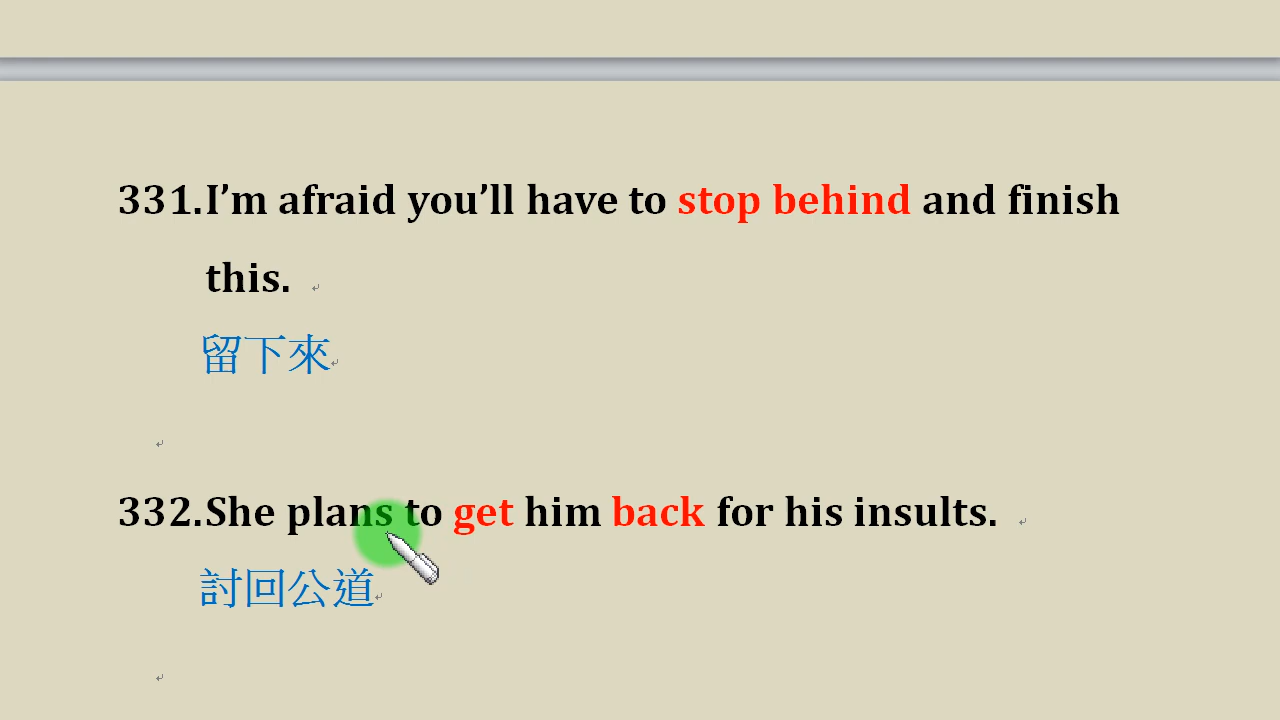 331.I’m afraid you’ll have to stop behind and finish
this.
留下來
332.She plans to get him back for his insults.
討回公道